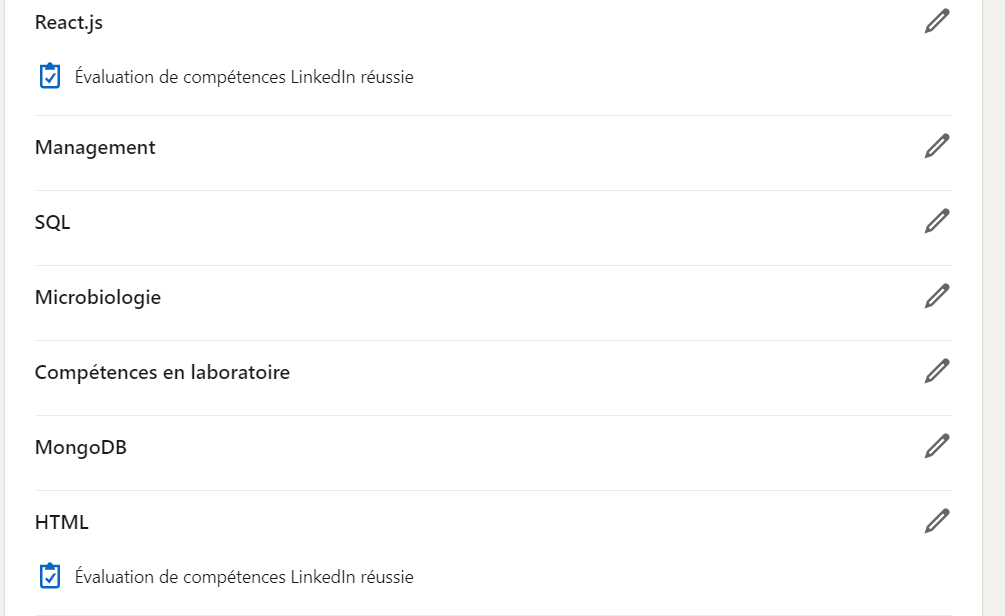 React.js
Évaluation de compétences LinkedIn réussie
Management
SQL
Microbiologie
Compétences en laboratoire
MongoDB
HTML
Évaluation de compétences LinkedIn réussie